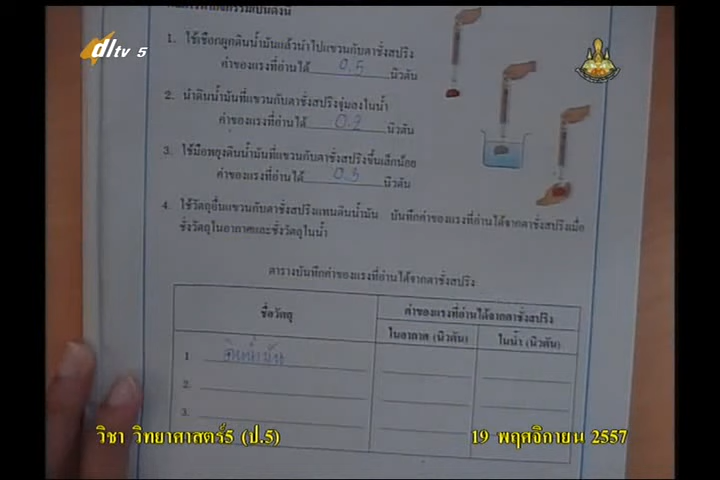 dltv 5
1. ใช้เชือกผูกดินน้ำมันแล้วนำไปแขวนกับตาชั่งสปริง
ค่าของแรงที่อ่านได้ 0.5 นิวตัน
2. นำดินน้ำมันที่แขวนกับตาชั่งสปริงจุ่มลงในน้ำ
ค่าของแรงที่อ่านได้ 0.2 นิวตัน
3. ใช้มือพยุงดินน้ำมันที่แขวนกับตาชั่งสปริงขึ้นเล็กน้อย
ค่าของแรงที่อ่านได้ 0.3 นิวตัน
4. ใช้วัตถุอื่นแขวนกับตาชั่งสปริงแทนดินน้ำมัน บันทึกค่าของแรงที่อ่านได้จากตาชั่งสปริงเมื่อ
ชั่งวัตถุในอากาศและชั่งวัตถุในน้ำ
ตารางบันทึกค่าของแรงที่อ่านได้จากตาชั่งสปริง
ชื่อวัตถุ
ค่าของแรงที่อ่านได้จากตาชั่งสปริง
ในอากาศ (นิวตัน) ในน้ำ (นิวตัน)
1 ดินน้ำมัน
2.
3.
วิชา วิทยาศาสตร์5 (ป.5)
19 พฤศจิกายน 2557